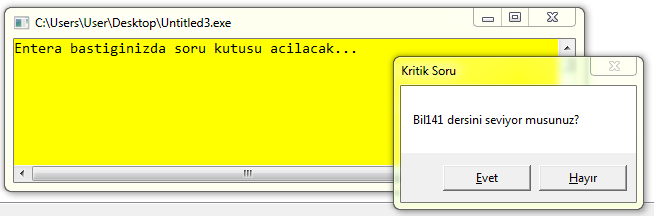 C:\Users\User\Desktop\Untitled3.exe
Entera bastiginizda soru kutusu acilacak...
Kritik Soru
Bil141 dersini seviyor musunuz?
Evet
Hayır